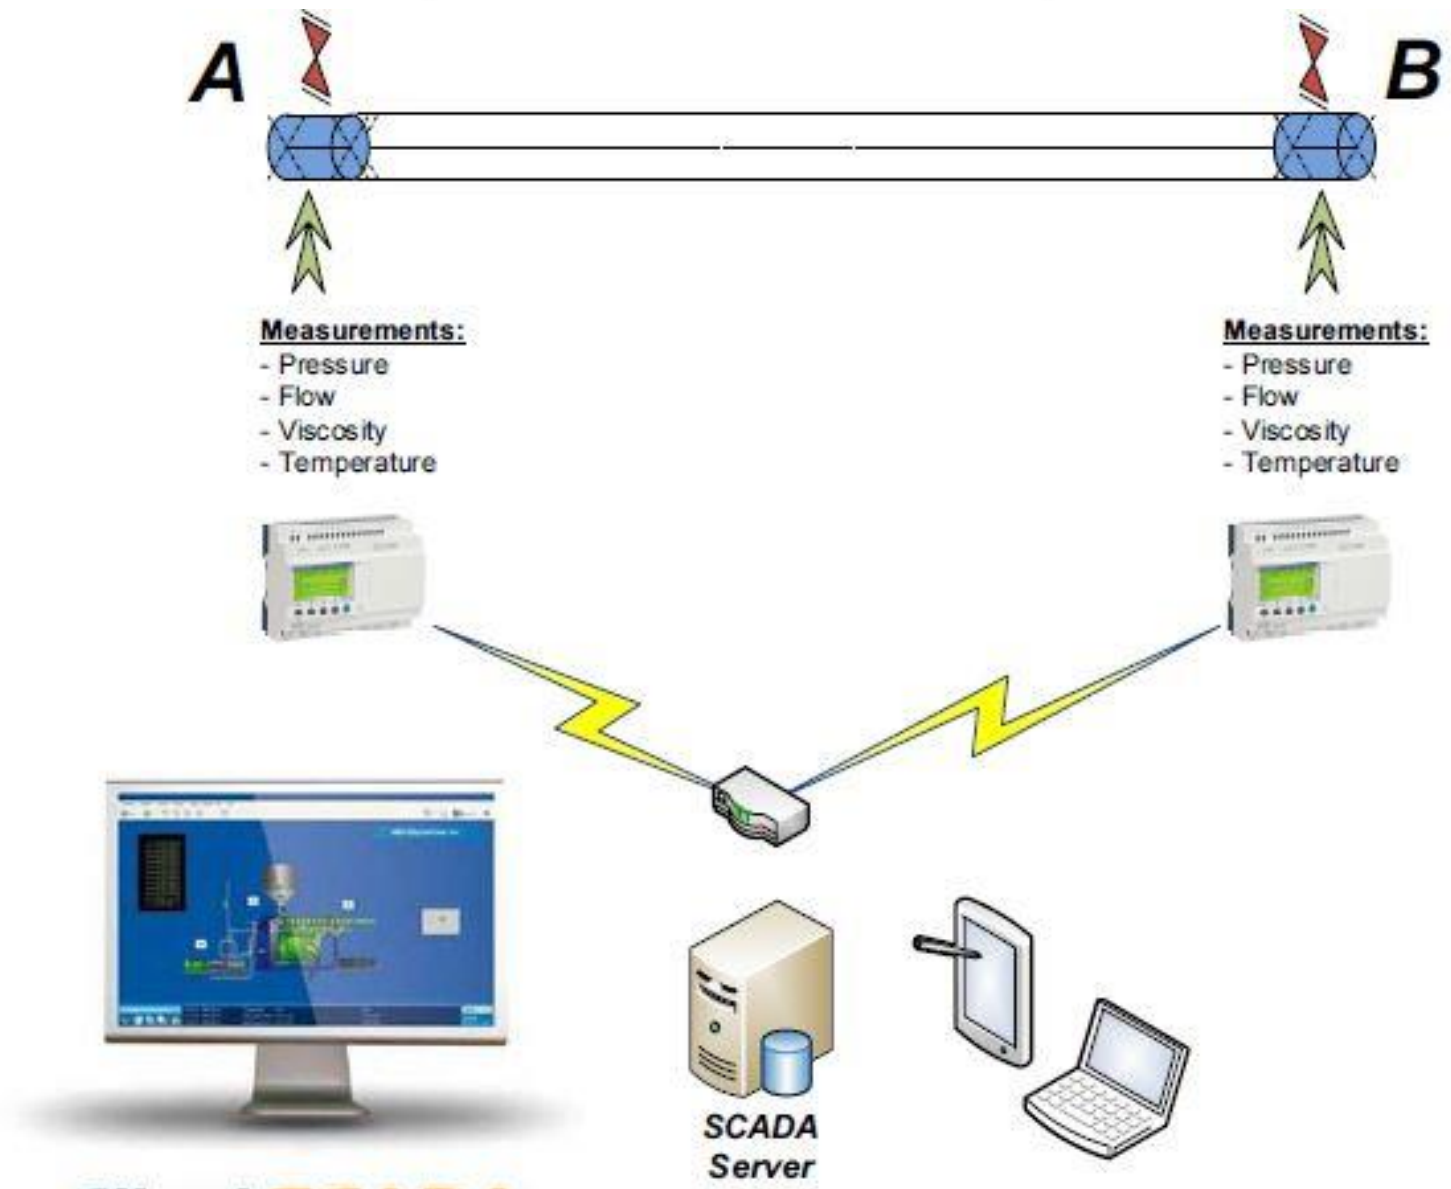 A
B
Measurements:
- Pressure
- Flow
- Viscosity
- Temperature
Measurements:
- Pressure
- Flow
- Viscosity
- Temperature
SCADA
Server